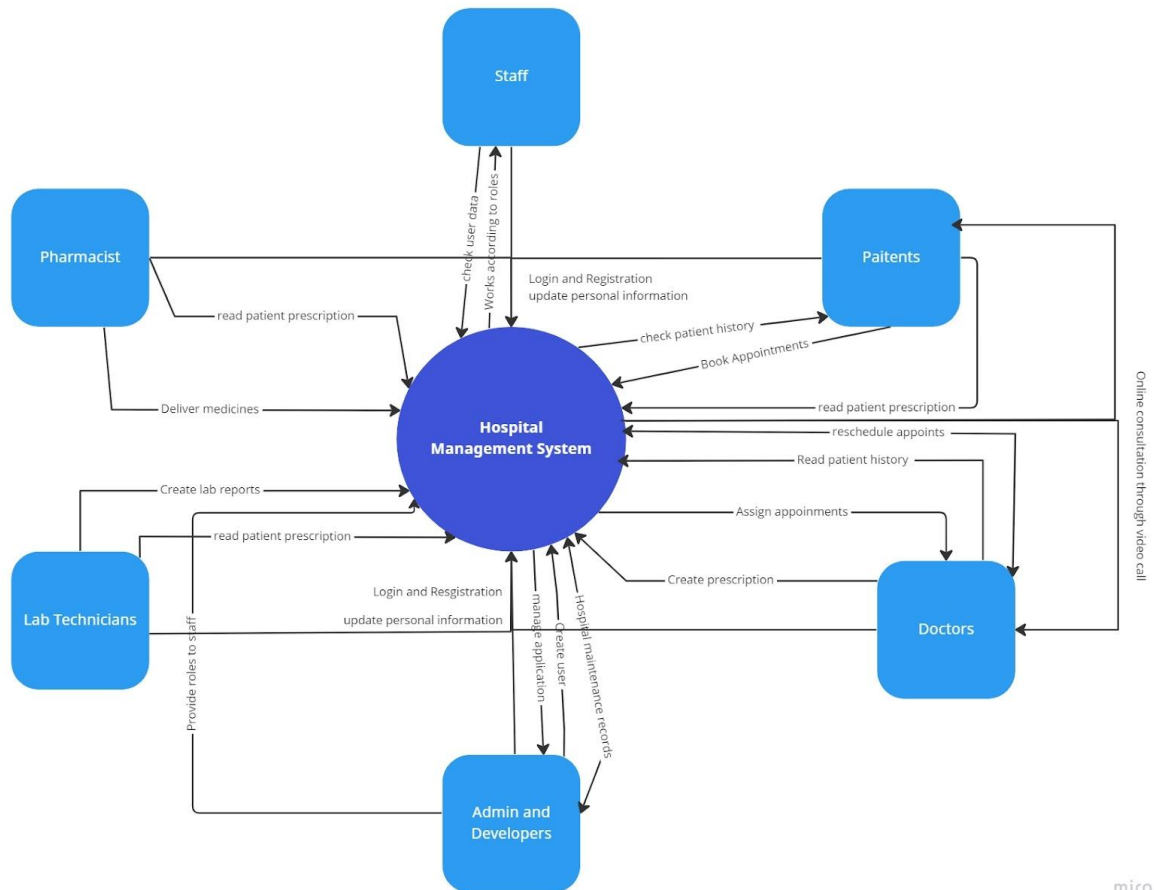 Staff
check user data
Works according to roles
Pharmacist
Paitents
Login and Registration
update personal information
read patient prescription
check patient history
Book Appointments
Deliver medicines
read patient prescription
Online consultation through video call
Hospital
Management System
reschedule appoints
Read patient history
Create lab reports
Assign appoinments
read patient prescription
Create prescription
Login and Resgistration
update personal information
Lab Technicians
Doctors
Provide roles to staff
manage application
Create user
Hospital maintenance records
Admin and
Developers
miro